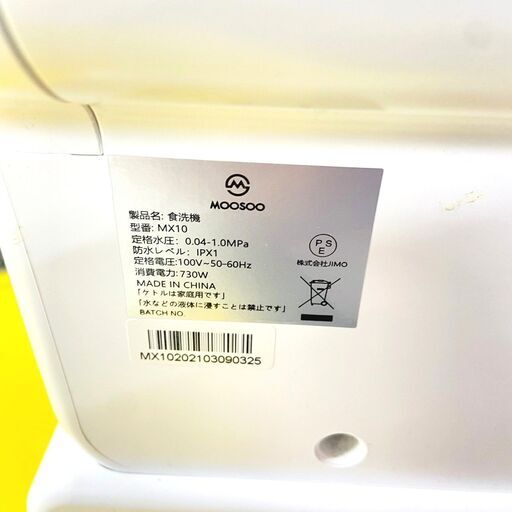 MOOSOO
製品名: 食洗機
型番: MX10
定格水圧: 0.04-1.0MPa
防水レベル: IPX1
定格電圧:100V~50-60Hz
消費電力:730W
MADE IN CHINA
「ケトルは家庭用です」
「水などの液体に浸すことは禁止です」
BATCH NO.
P S
E
株式会社JIMO
MX10202103090325